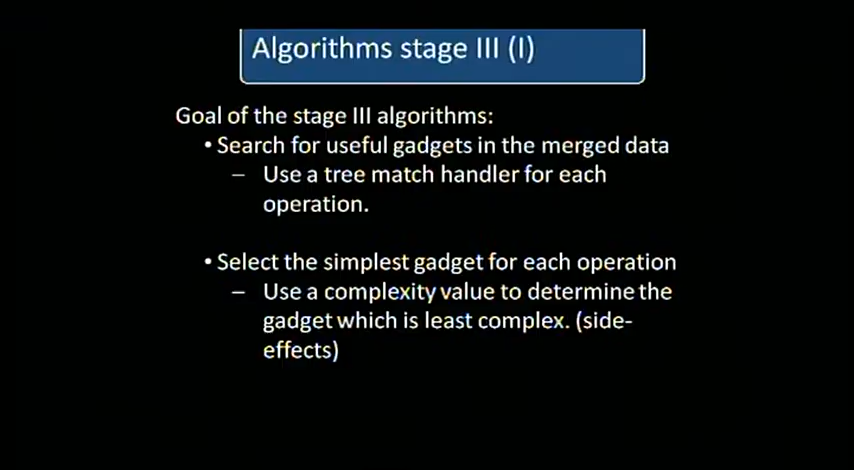 Algorithms stage III (I)
Goal of the stage III algorithms:
• Search for useful gadgets in the merged data
– Use a tree match handler for each
operation.
• Select the simplest gadget for each operation
– Use a complexity value to determine the
gadget which is least complex. (side-
effects)